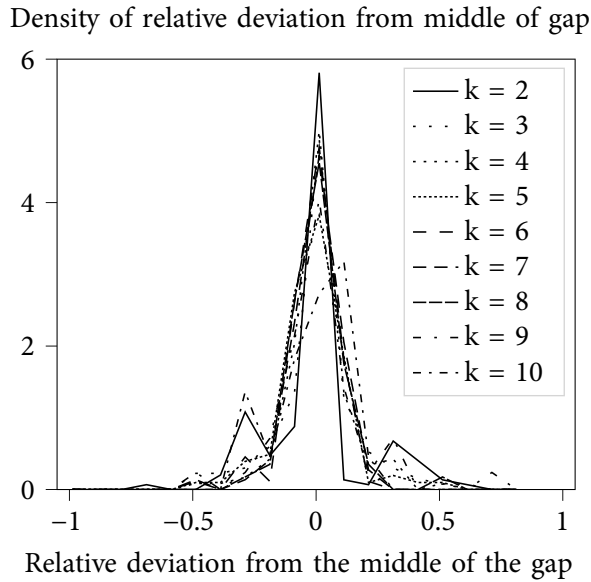 Density of relative deviation from middle of gap
6
4
2
0
k = 2
k = 3
k = 4
k = 5
k = 6
k = 7
k = 8
k = 9
k = 10
−1 −0.5 0 0.5 1
Relative deviation from the middle of the gap